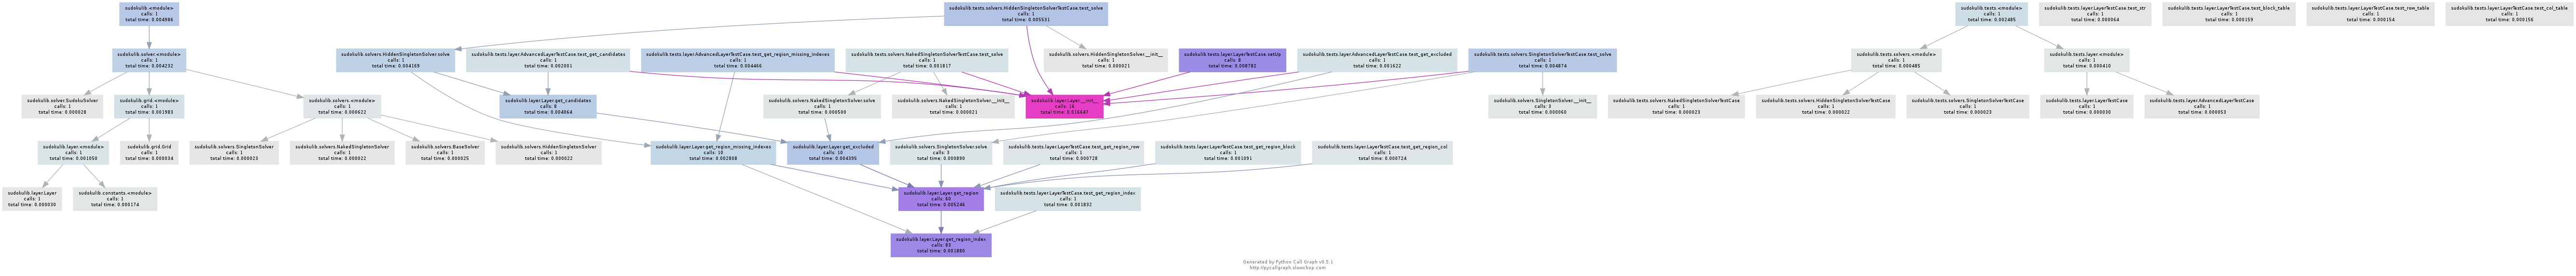 sudokulib.<module>
calls: 1
total time: 0.004986
sudokulib.tests.solvers.HiddenSingletonSolverTestCase.test_solve
calls: 1
total time: 0.005531
sudokulib.tests.<module>
calls: 1
total time: 0.002485
sudokulib.tests.layer.LayerTestCase.test_str
calls: 1
total time: 0.000064
sudokulib.tests.layer.LayerTestCase.test_block_table
calls: 1
total time: 0.000159
sudokulib.tests.layer.LayerTestCase.test_row_table
calls: 1
total time: 0.000154
sudokulib.tests.layer.LayerTestCase.test_col_table
calls: 1
total time: 0.000156
sudokulib.solver.<module>
calls: 1
total time: 0.004232
sudokulib.solvers.HiddenSingletonSolver.solve
calls: 1
total time: 0.004169
sudokulib.tests.layer.AdvancedLayerTestCase.test_get_candidates
calls: 1
total time: 0.002001
sudokulib.tests.layer.AdvancedLayerTestCase.test_get_region_missing_indexes
calls: 1
total time: 0.004466
sudokulib.tests.solvers.NakedSingletonSolverTestCase.test_solve
calls: 1
total time: 0.001817
sudokulib.solvers.HiddenSingletonSolver.__init__
calls: 1
total time: 0.000021
sudokulib.tests.layer.LayerTestCase.setUp
calls: 8
total time: 0.008782
sudokulib.tests.layer.AdvancedLayerTestCase.test_get_excluded
calls: 1
total time: 0.001622
sudokulib.tests.solvers.SingletonSolverTestCase.test_solve
calls: 1
total time: 0.004874
sudokulib.tests.solvers.<module>
calls: 1
total time: 0.000485
sudokulib.tests.layer.<module>
calls: 1
total time: 0.000410
sudokulib.solver.SudokuSolver
calls: 1
total time: 0.000028
sudokulib.grid.<module>
calls: 1
total time: 0.001983
sudokulib.solvers.<module>
calls: 1
total time: 0.000622
sudokulib.layer.Layer.get_candidates
calls: 8
total time: 0.004064
sudokulib.solvers.NakedSingletonSolver.solve
calls: 1
total time: 0.000500
sudokulib.solvers.NakedSingletonSolver.__init__
calls: 1
total time: 0.000021
sudokulib.layer.Layer.__init__
calls: 16
total time: 0.016647
sudokulib.solvers.SingletonSolver.__init__
calls: 3
total time: 0.000060
sudokulib.tests.solvers.NakedSingletonSolverTestCase
calls: 1
total time: 0.000023
sudokulib.tests.solvers.HiddenSingletonSolverTestCase
calls: 1
total time: 0.000022
sudokulib.tests.solvers.SingletonSolverTestCase
calls: 1
total time: 0.000023
sudokulib.tests.layer.LayerTestCase
calls: 1
total time: 0.000030
sudokulib.tests.layer.AdvancedLayerTestCase
calls: 1
total time: 0.000053
sudokulib.layer.<module>
calls: 1
total time: 0.001050
sudokulib.grid.Grid
calls: 1
total time: 0.000034
sudokulib.solvers.SingletonSolver
calls: 1
total time: 0.000023
sudokulib.solvers.NakedSingletonSolver
calls: 1
total time: 0.000022
sudokulib.solvers.BaseSolver
calls: 1
total time: 0.000025
sudokulib.solvers.HiddenSingletonSolver
calls: 1
total time: 0.000022
sudokulib.layer.Layer.get_region_missing_indexes
calls: 10
total time: 0.002808
sudokulib.layer.Layer.get_excluded
calls: 10
total time: 0.004395
sudokulib.solvers.SingletonSolver.solve
calls: 3
total time: 0.000890
sudokulib.tests.layer.LayerTestCase.test_get_region_row
calls: 1
total time: 0.000728
sudokulib.tests.layer.LayerTestCase.test_get_region_block
calls: 1
total time: 0.001091
sudokulib.tests.layer.LayerTestCase.test_get_region_col
calls: 1
total time: 0.000724
sudokulib.layer.Layer
calls: 1
total time: 0.000030
sudokulib.constants.<module>
calls: 1
total time: 0.000174
sudokulib.layer.Layer.get_region
calls: 60
total time: 0.005246
sudokulib.tests.layer.LayerTestCase.test_get_region_index
calls: 1
total time: 0.001832
sudokulib.layer.Layer.get_region_index
calls: 83
total time: 0.001880
Generated by Python Call Graph v0.5.1
http://pycallgraph.slowchop.com